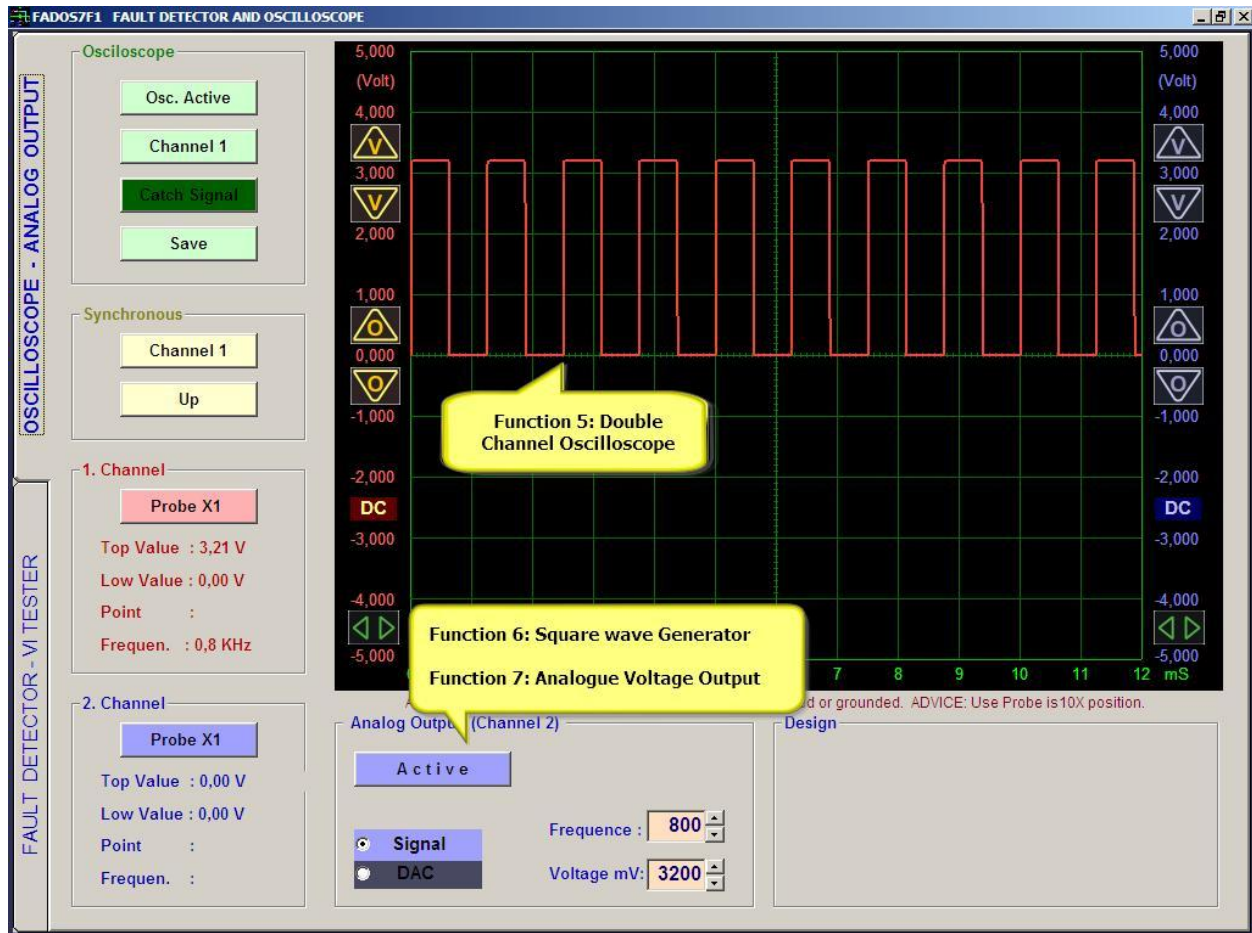 FADOS7F1 FAULT DETECTOR AND OSCILLOSCOPE
OSCILLOSCOPE - ANALOG OUTPUT
FAULT DETECTOR - VI TESTER
Osciloscope
Osc. Active
Channel 1
Catch Signal
Save
Synchronous
Channel 1
Up
1. Channel
Probe X1
Top Value : 3,21 V
Low Value : 0,00 V
Point :
Frequen. : 0,8 KHz
2. Channel
Probe X1
Top Value : 0,00 V
Low Value : 0,00 V
Point :
Frequen. :
5,000
(Volt)
4,000
V
3,000
V
2,000
1,000
O
0,000
O
-1,000
-2,000
DC
-3,000
-4,000
-5,000
Function 5: Double
Channel Oscilloscope
Function 6: Square wave Generator
Function 7: Analogue Voltage Output
5,000
(Volt)
4,000
V
3,000
V
2,000
1,000
O
0,000
O
-1,000
-2,000
DC
-3,000
-4,000
-5,000
7 8 9 10 11 12 mS
or grounded. ADVICE: Use Probe is10X position.
Analog Output (Channel 2)
Active
Signal
DAC
Frequence : 800
Voltage mV: 3200
Design